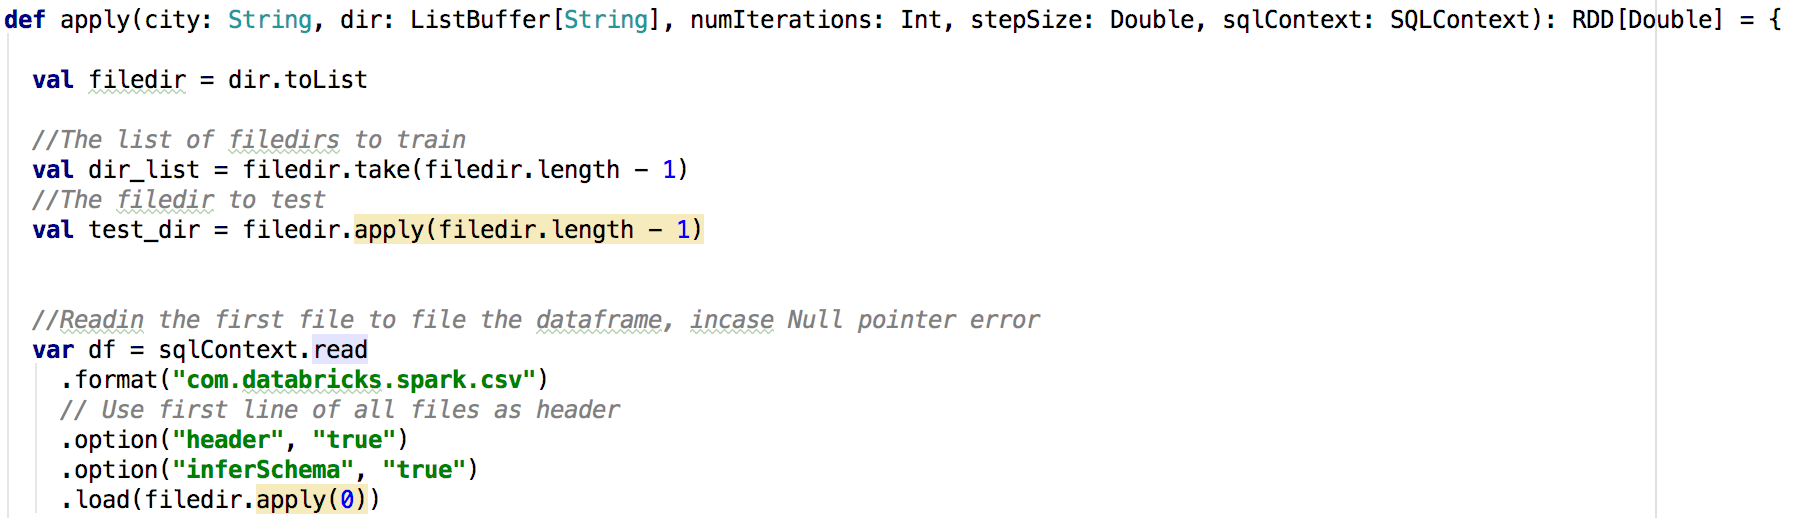 def apply(city: String, dir: ListBuffer[String], numIterations: Int, stepSize: Double, sqlContext: SQLContext): RDD[Double] = {
val filedir = dir.toList
//The list of filedirs to train
val dir_list = filedir.take(filedir.length - 1)
//The filedir to test
val test_dir = filedir.apply(filedir.length - 1)
//Readin the first file to file the dataframe, incase Null pointer error
var df = sqlContext.read
.format("com.databricks.spark.csv")
// Use first line of all files as header
.option("header", "true")
.option("inferSchema", "true")
.load(filedir.apply(0))